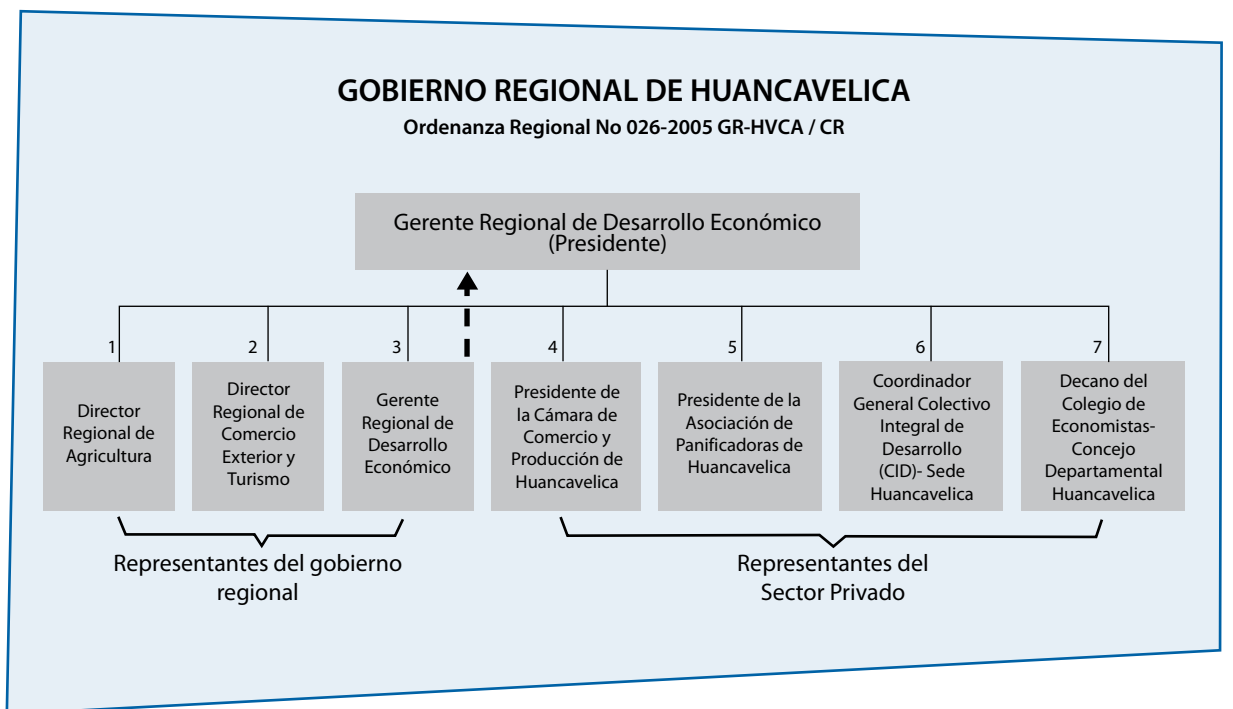 GOBIERNO REGIONAL DE HUANCAVELICA
Ordenanza Regional No 026-2005 GR-HVCA / CR
Gerente Regional de Desarrollo Económico
(Presidente)
1
Director
Regional de
Agricultura
2
Director
Regional de
Comercio
Exterior y
Turismo
3
Gerente
Regional de
Desarrollo
Económico
4
Presidente de
la Cámara de
Comercio y
Producción de
Huancavelica
5
Presidente de la
Asociación de
Panificadoras de
Huancavelica
6
Coordinador
General Colectivo
Integral de
Desarrollo
(CID)- Sede
Huancavelica
7
Decano del
Colegio de
Economistas-
Concejo
Departamental
Huancavelica
Representantes del gobierno
regional
Representantes del
Sector Privado